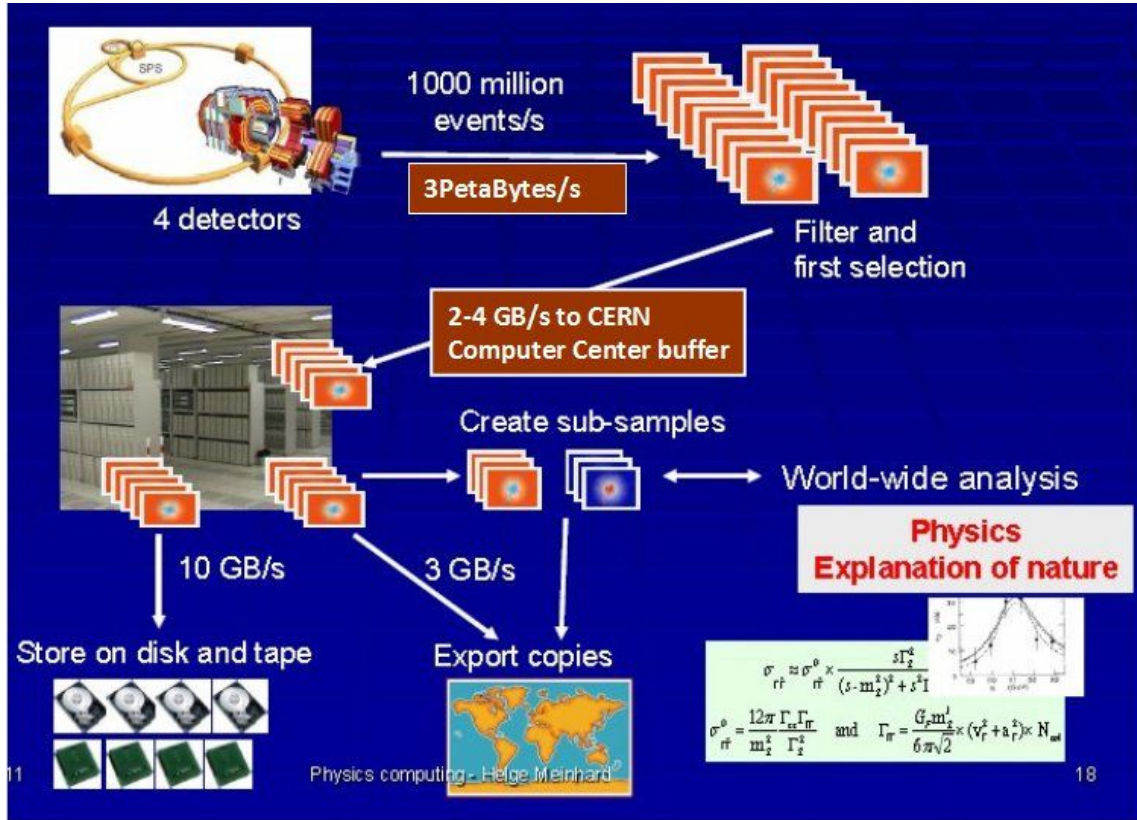 SPS
1000 million
events/s
3PetaBytes/s
4 detectors
Filter and
first selection
2-4 GB/s to CERN
Computer Center buffer
Create sub-samples
World-wide analysis
Physics
Explanation of nature
10 GB/s
3 GB/s
Store on disk and tape
Export copies
and
11
Physics computing - Helge Meinhard
18